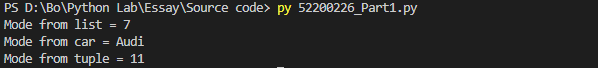 PS D:\Bo\Python Lab\Essay\Source code> py 52200226_Part1.py
Mode from list = 7
Mode from car = Audi
Mode from tuple = 11